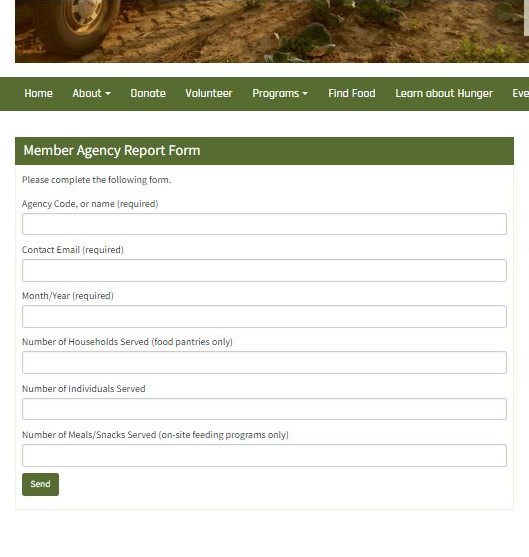 Home About Donate Volunteer Programs Find Food Learn about Hunger Eve
Member Agency Report Form
Please complete the following form.
Agency Code, or name (required)
Contact Email (required)
Month/Year (required)
Number of Households Served (food pantries only)
Number of Individuals Served
Number of Meals/Snacks Served (on-site feeding programs only)
Send